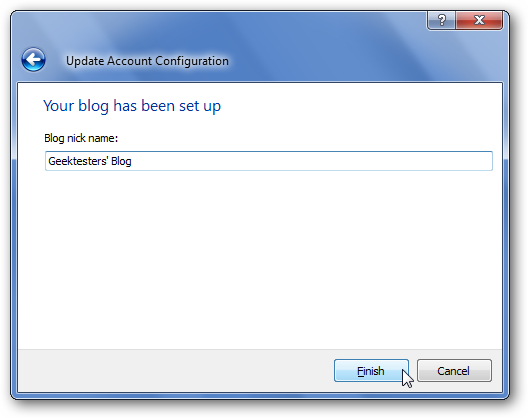 ?
Update Account Configuration
Your blog has been set up
Blog nick name:
Geektesters' Blog
Finish Cancel